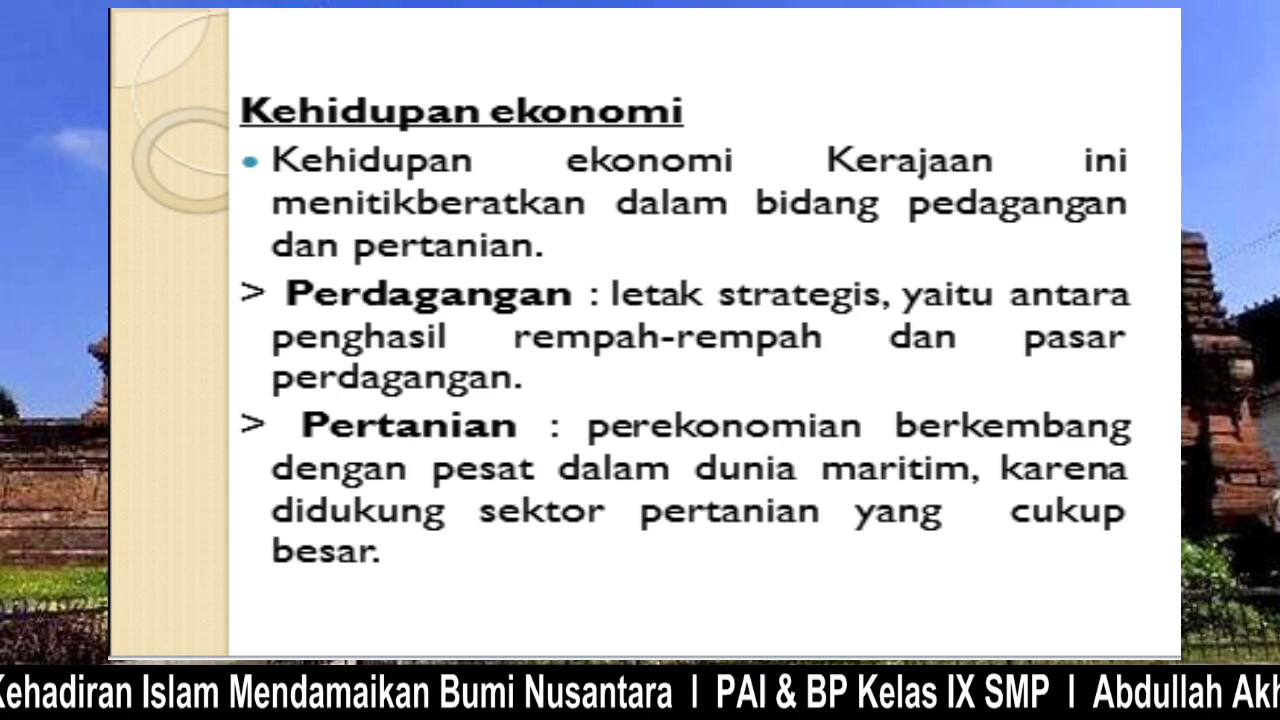 Kehidupan ekonomi
• Kehidupan ekonomi Kerajaan ini
menitikberatkan dalam bidang pedagangan
dan pertanian.
> Perdagangan : letak strategis, yaitu antara
penghasil rempah-rempah dan pasar
perdagangan.
> Pertanian : perekonomian berkembang
dengan pesat dalam dunia maritim, karena
didukung sektor pertanian yang cukup
besar.
Kehadiran Islam Mendamaikan Bumi Nusantara I PAI & BP Kelas IX SMP I Abdullah Akh